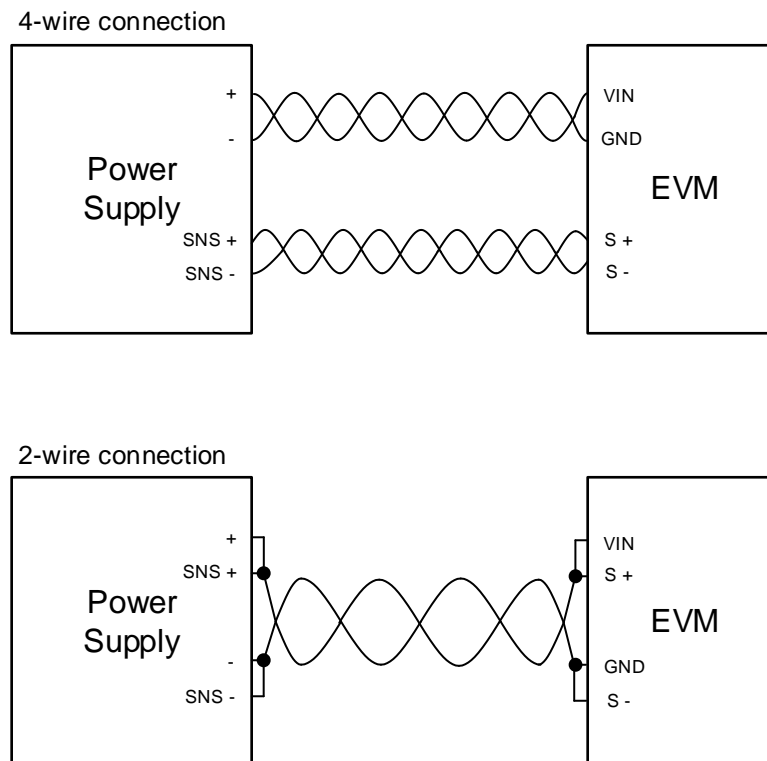 4-wire connection
+
-
Power
Supply
SNS +
SNS -
VIN
GND
EVM
S +
S -
2-wire connection
+
SNS +
Power
Supply
-
SNS -
VIN
S +
EVM
GND
S -